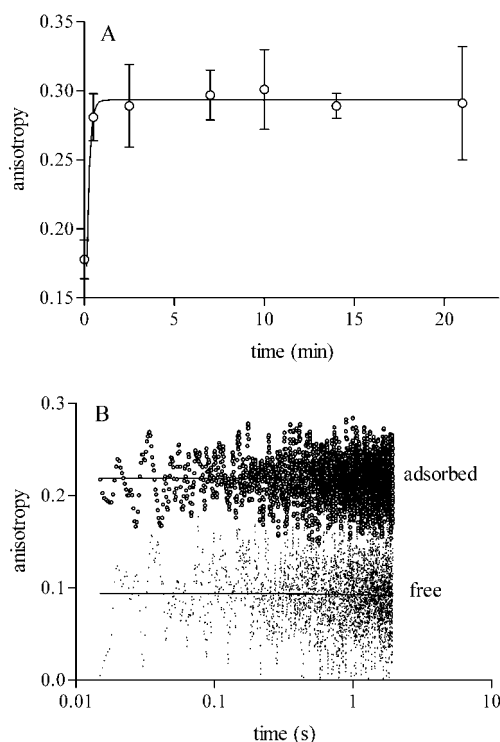 A
0.35
0.30
0.25
0.20
0.15
anisotropy
0 5 10 15 20
time (min)
B
0.3
0.2
0.1
0.0
anisotropy
adsorbed
free
0.01 0.1 1 10
time (s)